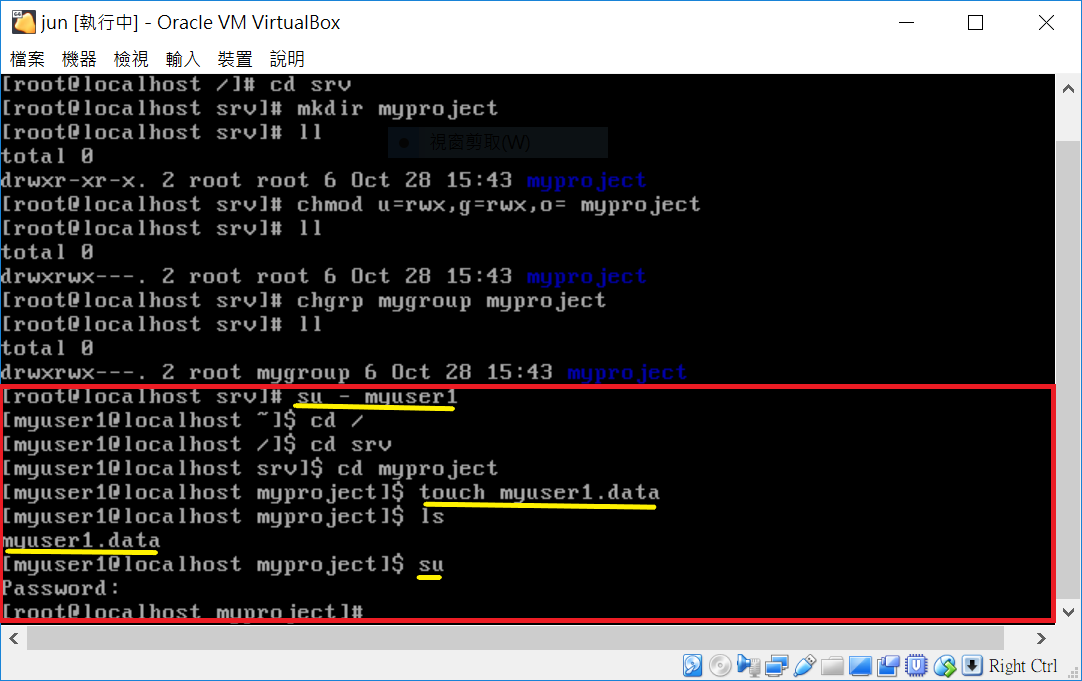 jun [執行中] - Oracle VM VirtualBox
檔案 機器 檢視 輸入 裝置 說明
[root@localhost /]# cd srv
[root@localhost srv]# mkdir myproject
[root@localhost srv]# ll
視窗剪取(W)
total 0
drwxr-xr-x. 2 root root 6 Oct 28 15:43 myproject
[root@localhost srv]# chmod u=rwx,g=rwx,o= myproject
[root@localhost srv]# ll
total 0
drwxrwx---. 2 root root 6 Oct 28 15:43 myproject
[root@localhost srv]# chgrp mygroup myproject
[root@localhost srv]# ll
total 0
drwxrwx---. 2 root mygroup 6 Oct 28 15:43 myproject
[root@localhost srv]# su - myuser1
[myuser1@localhost ~]$ cd /
[myuser1@localhost /]$ cd srv
[myuser1@localhost srv]$ cd myproject
[myuser1@localhost myproject]$ touch myuser1.data
[myuser1@localhost myproject]$ ls
myuser1.data
[myuser1@localhost myproject]$ su
Password:
[root@localhost myproject]#
Right Ctrl